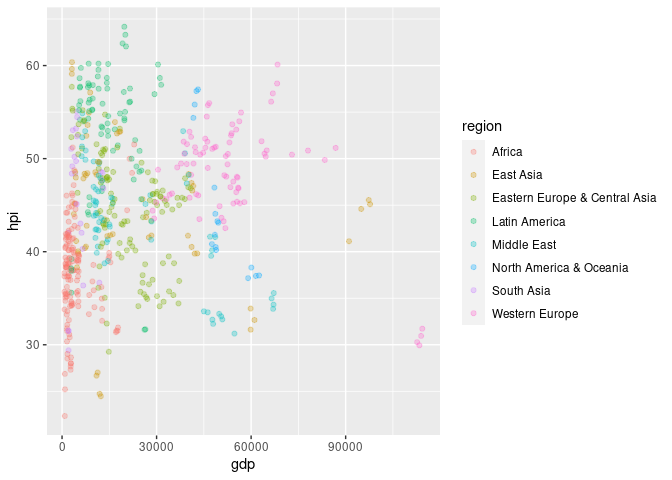 60
50
40
30
hpi
0 30000 60000 90000
gdp
region
Africa
East Asia
Eastern Europe & Central Asia
Latin America
Middle East
North America & Oceania
South Asia
Western Europe